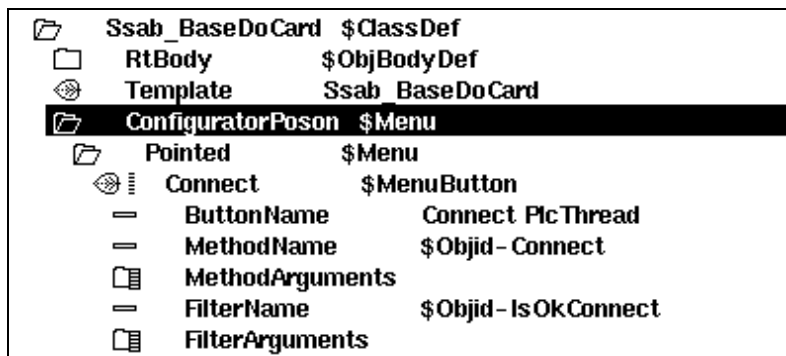 Ssab_BaseDoCard $ClassDef
RtBody $ObjBodyDef
Template Ssab_BaseDoCard
ConfiguratorPoson $Menu
Pointed $Menu
Connect $MenuButton
ButtonName Connect PlcThread
MethodName $Objid-Connect
MethodArguments
FilterName $Objid-IsOkConnect
FilterArguments